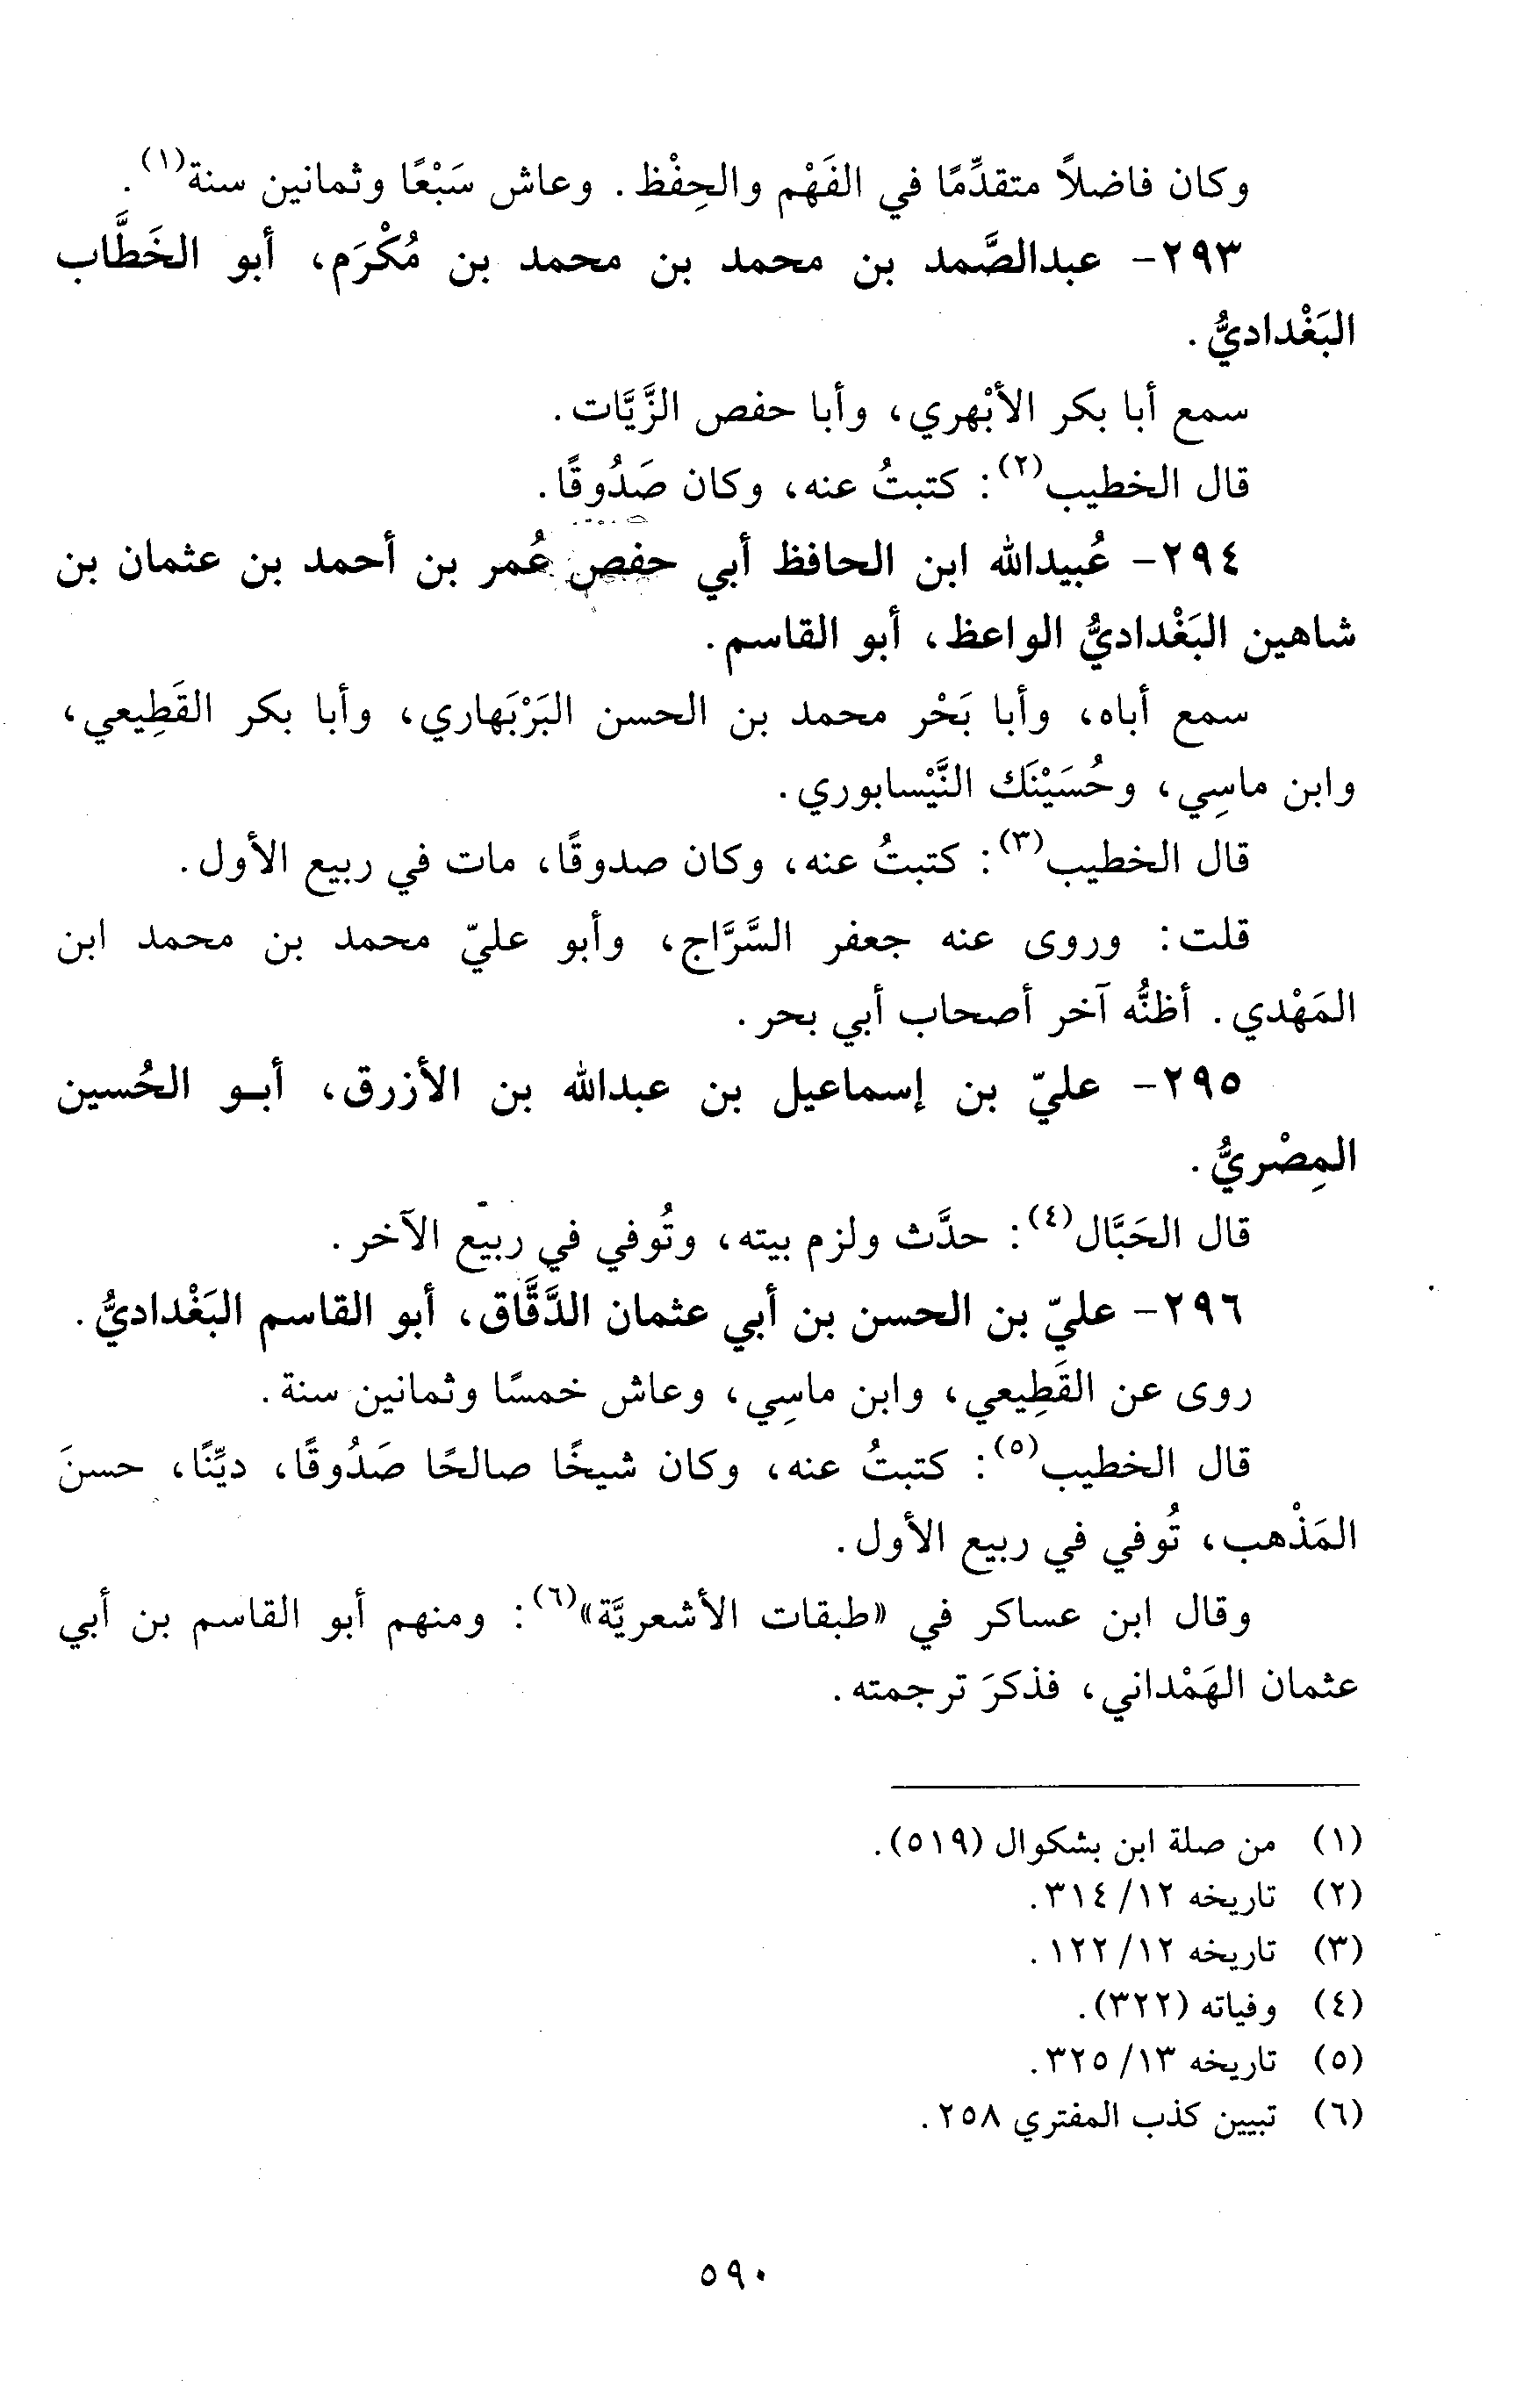 وكان فاضلاً متقدِّمًا في الفَهْم والحِفْظ. وعاش سَبْعًا وثمانين سنة(١).
٢٩٣- عبدالصَّمد بن محمد بن محمد بن مُكْرَم، أبو الخَطَّاب
البَغْداديُّ.
سمع أبا بكر الأبْهري، وأبا حفص الزَّيَّات.
قال الخطيب(٢): كتبتُ عنه، وكان صَدُوقًا.
٢٩٤- عُبيدالله ابن الحافظ أبي حفص عُمر بن أحمد بن عثمان بن
شاهين البَغْداديُّ الواعظ، أبو القاسم.
سمع أباه، وأبا بَحْر محمد بن الحسن البَرْبَهاري، وأبا بكر القَطِيعي،
وابن ماسِي، وحُسَيْنَك النَّيْسابوري.
قال الخطيب(٣): كتبتُ عنه، وكان صدوقًا، مات في ربيع الأول.
قلت: وروى عنه جعفر السَّرَّاج، وأبو عليّ محمد بن محمد ابن
المَهْدي. أظنُّه آخر أصحاب أبي بحر.
٢٩٥- عليّ بن إسماعيل بن عبدالله بن الأزرق، أبـو الحُسين
المِصْريُّ.
قال الحَبَّال(٤): حدَّث ولزم بيته، وتُوفي في ربيع الآخر.
٢٩٦- عليّ بن الحسن بن أبي عثمان الدَّقَّاق، أبو القاسم البَغْداديُّ.
روى عن القَطِيعي، وابن ماسِي، وعاش خمسًا وثمانين سنة.
قال الخطيب(٥): كتبتُ عنه، وكان شيخًا صالحًا صَدُوقًا، ديِّنًا، حسنَ
المَذْهب، تُوفي في ربيع الأول.
وقال ابن عساكر في «طبقات الأشعريَّة»(٦): ومنهم أبو القاسم بن أبي
عثمان الهَمْداني، فذكرَ ترجمته.
(١) من صلة ابن بشكوال (٥١٩).
(٢) تاريخه ١٢/ ٣١٤.
(٣) تاريخه ١٢/ ١٢٢.
(٤) وفياته (٣٢٢).
(٥) تاريخه ١٣/ ٣٢٥.
(٦) تبيين كذب المفتري ٢٥٨.
٥٩٠